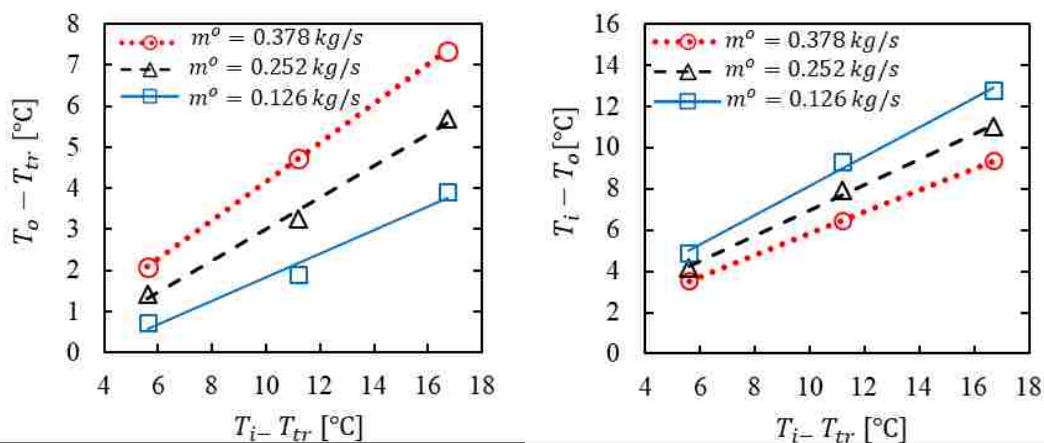 8
7
6
5
4
3
2
1
0
T_o − T_tr [°C]
m^o = 0.378 kg/s
m^o = 0.252 kg/s
m^o = 0.126 kg/s
4 6 8 10 12 14 16 18
T_i− T_tr [°C]
16
14
12
10
8
6
4
2
0
T_i − T_o[°C]
m^o = 0.378 kg/s
m^o = 0.252 kg/s
m^o = 0.126 kg/s
4 6 8 10 12 14 16 18
T_i− T_tr [°C]